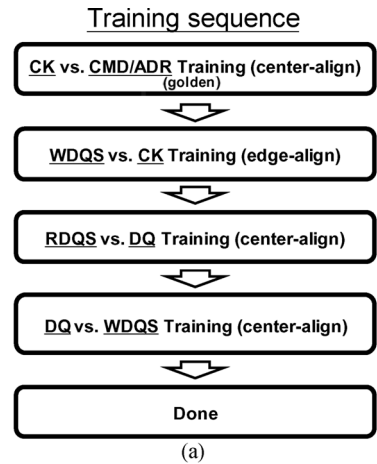 Training sequence
CK vs. CMD/ADR Training (center-align)
(golden)
WDQS vs. CK Training (edge-align)
RDQS vs. DQ Training (center-align)
DQ vs. WDQS Training (center-align)
Done
(a)